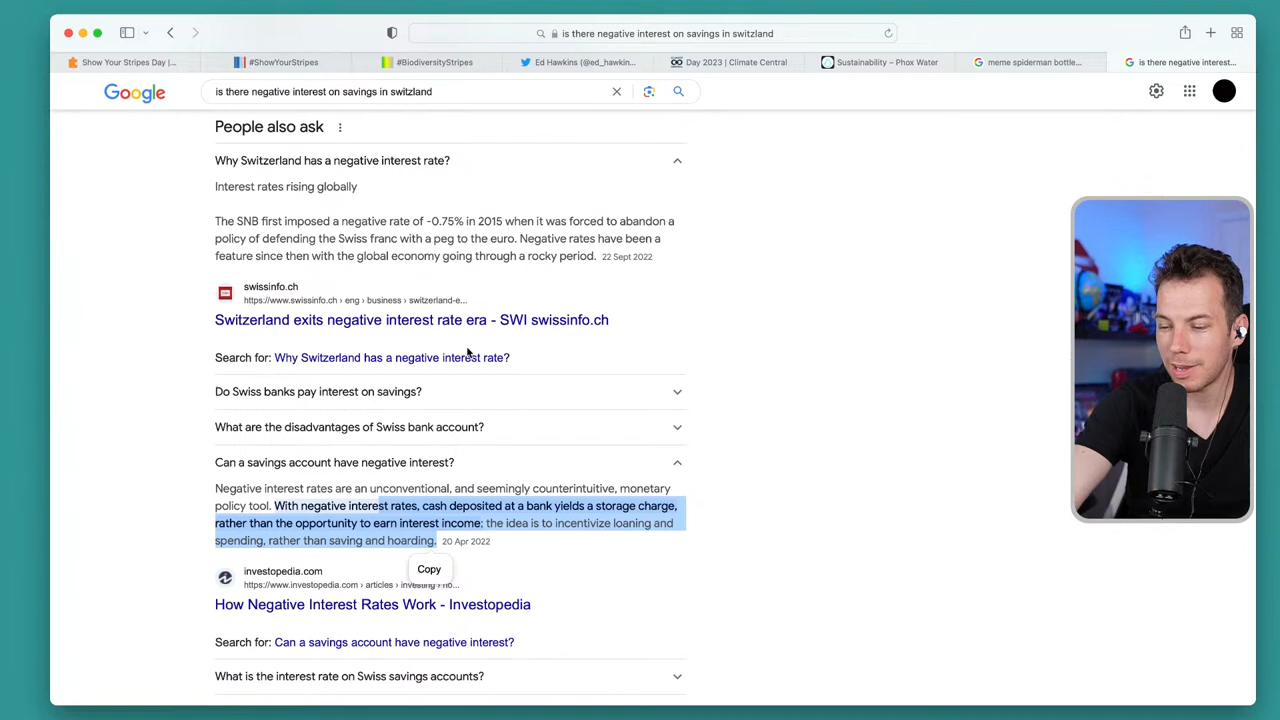 is there negative interest on savings in switzland
Show Your Stripes Day |...
#ShowYourStripes
#BiodiversityStripes
Ed Hawkins (@ed_hawkin...
Day 2023 | Climate Central
Sustainability – Phox Water
meme spiderman bottle...
is there negative interest...
Google
is there negative interest on savings in switzland
People also ask
Why Switzerland has a negative interest rate?
Interest rates rising globally
The SNB first imposed a negative rate of -0.75% in 2015 when it was forced to abandon a
policy of defending the Swiss franc with a peg to the euro. Negative rates have been a
feature since then with the global economy going through a rocky period. 22 Sept 2022
swissinfo.ch
https://www.swissinfo.ch › eng › business › switzerland-e...
Switzerland exits negative interest rate era - SWI swissinfo.ch
Search for: Why Switzerland has a negative interest rate?
Do Swiss banks pay interest on savings?
What are the disadvantages of Swiss bank account?
Can a savings account have negative interest?
Negative interest rates are an unconventional, and seemingly counterintuitive, monetary
policy tool. With negative interest rates, cash deposited at a bank yields a storage charge,
rather than the opportunity to earn interest income: the idea is to incentivize loaning and
spending, rather than saving and hoarding. 20 Apr 2022
Copy
investopedia.com
https://www.investopedia.com › articles › investing › ho...
How Negative Interest Rates Work - Investopedia
Search for: Can a savings account have negative interest?
What is the interest rate on Swiss savings accounts?